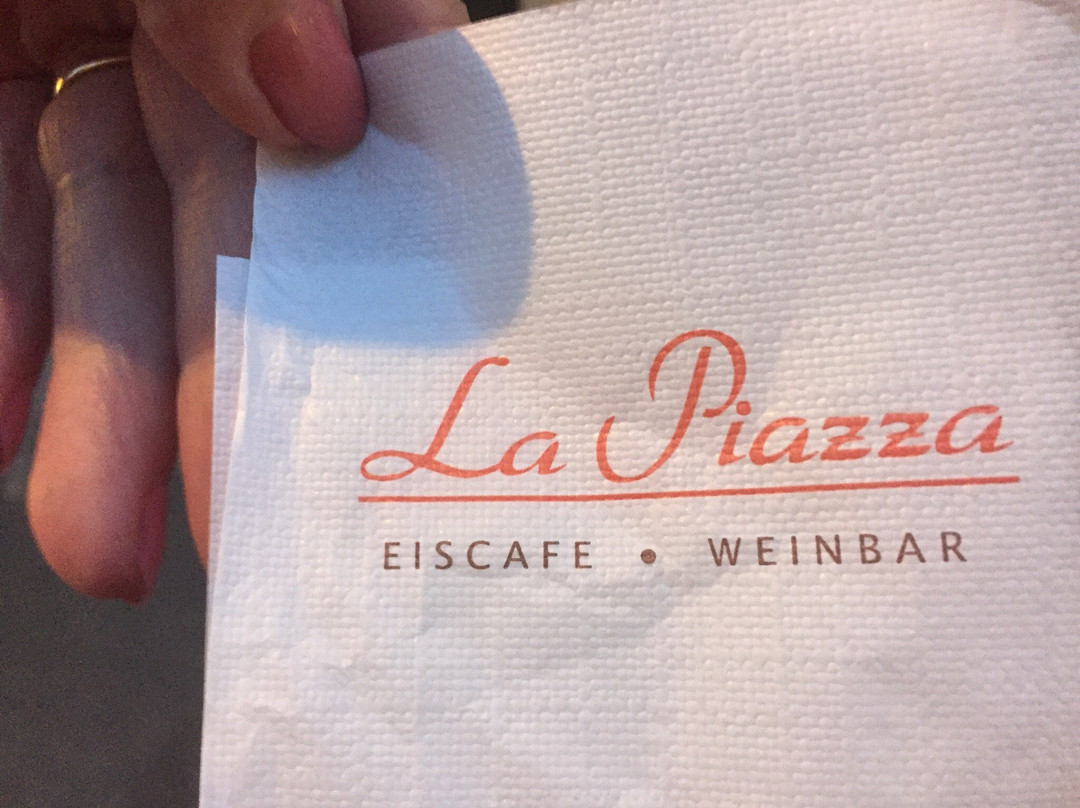 La Piazza
EISCAFE • WEINBAR